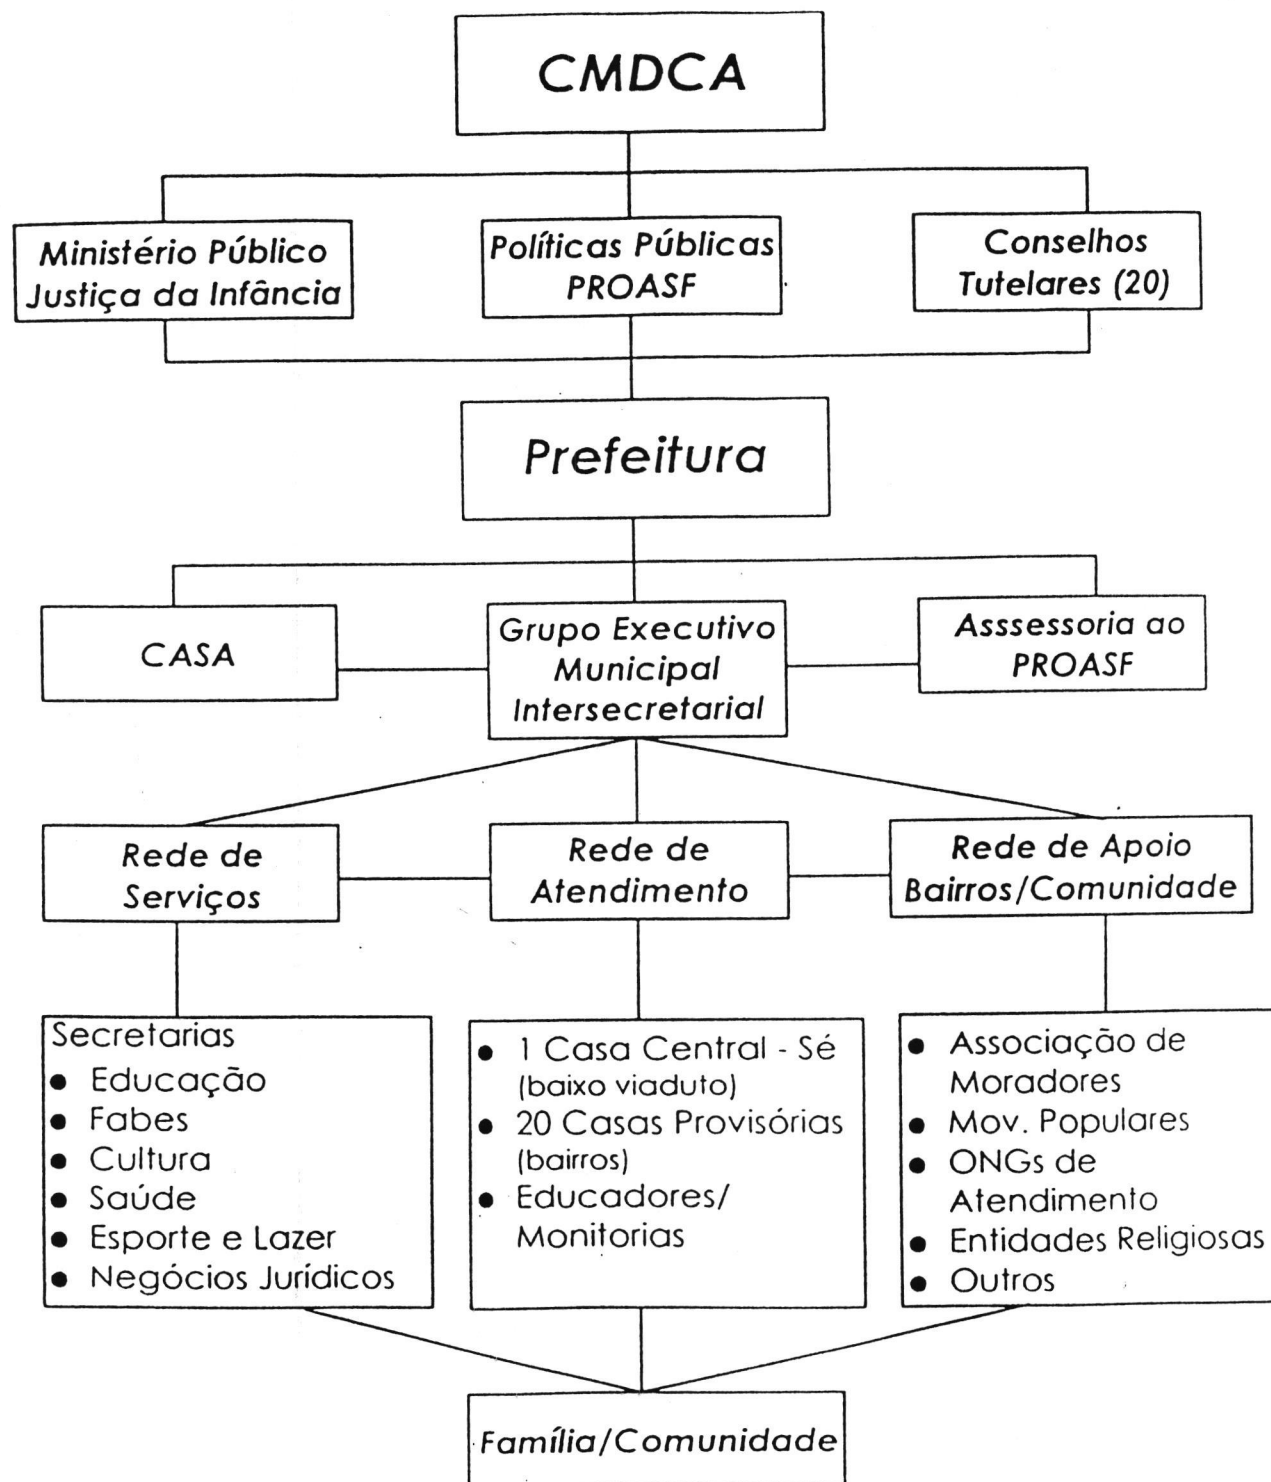 CMDCA
Ministério Público
Justiça da Infância
Políticas Públicas
PROASF
Conselhos
Tutelares (20)
Prefeitura
CASA
Grupo Executivo
Municipal
Intersecretarial
Asssessoria ao
PROASF
Rede de
Serviços
Rede de
Atendimento
Rede de Apoio
Bairros/Comunidade
Secretarias
● Educação
● Fabes
● Cultura
● Saúde
● Esporte e Lazer
● Negócios Jurídicos
● 1 Casa Central - Sé
(baixo viaduto)
● 20 Casas Provisórias
(bairros)
● Educadores/
Monitorias
● Associação de
Moradores
● Mov. Populares
● ONGs de
Atendimento
● Entidades Religiosas
● Outros
Família/Comunidade